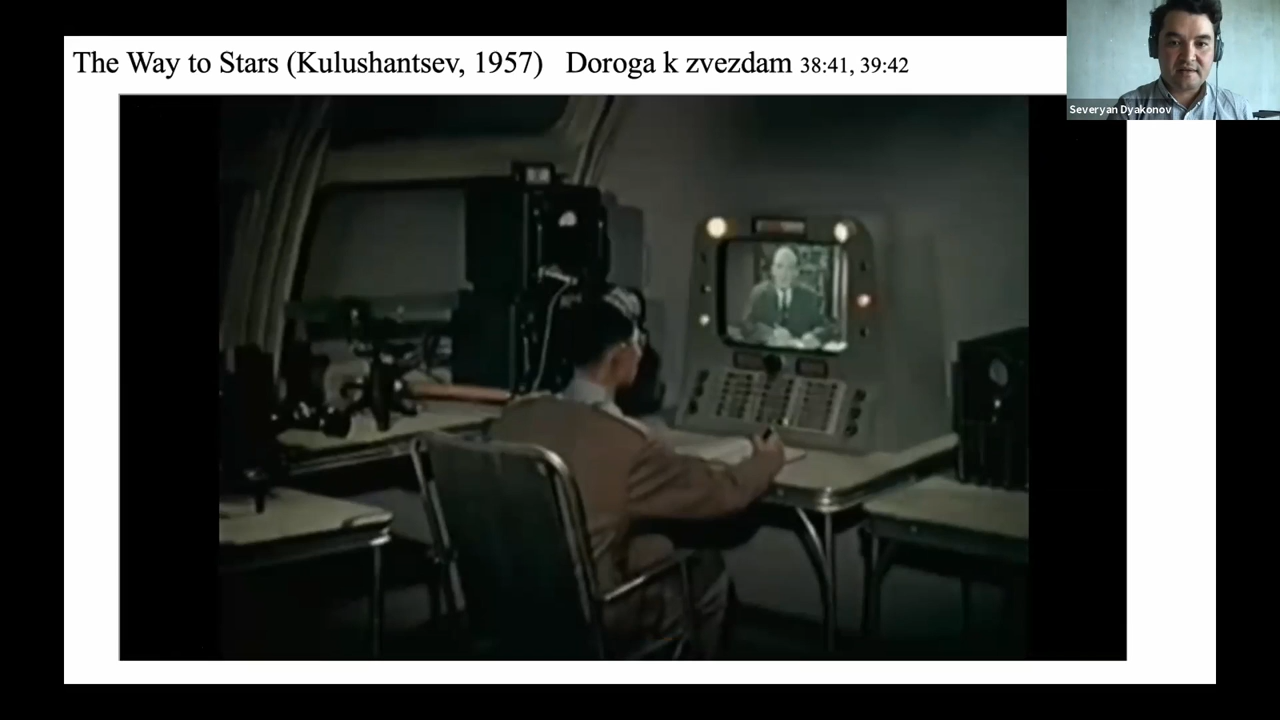 The Way to Stars (Kulushantsev, 1957) Doroga k zvezdam 38:41, 39:42
Severyan Dyakonov